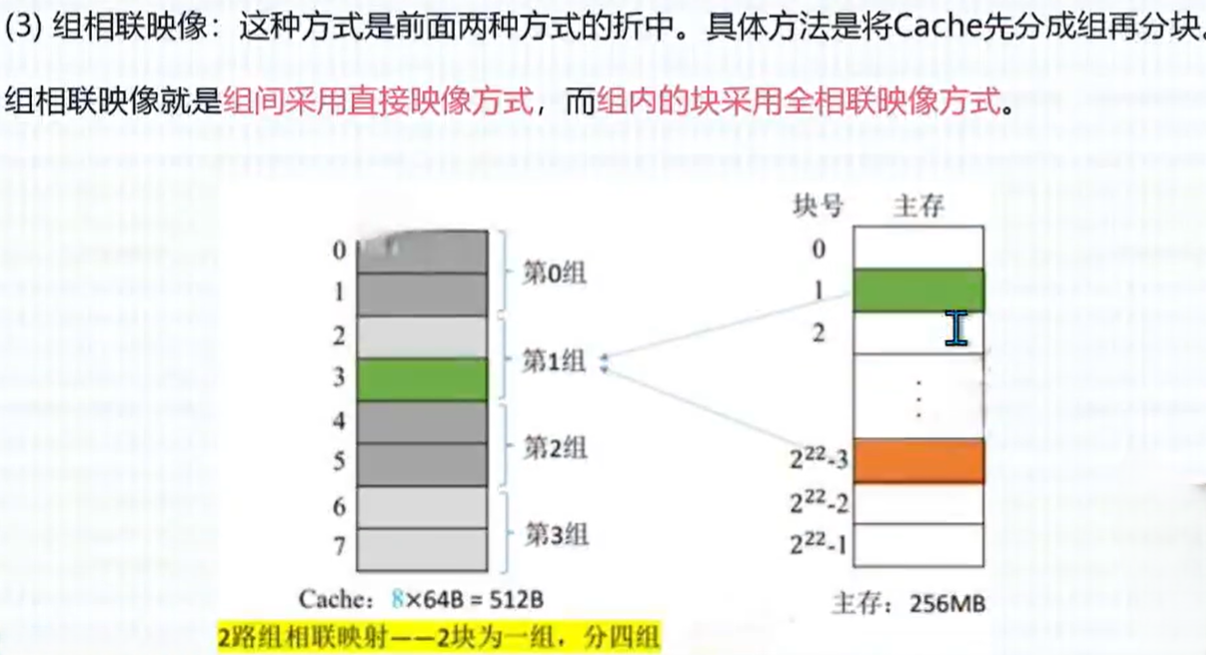 (3) 组相联映像：这种方式是前面两种方式的折中。具体方法是将Cache先分成组再分块。
组相联映像就是组间采用直接映像方式，而组内的块采用全相联映像方式。
块号 主存
0
1
2
3
4
5
6
7
第0组
第1组
第2组
第3组
0
1
2
⋮
2²²-3
2²²-2
2²²-1
Cache：8×64B = 512B
主存：256MB
2路组相联映射——2块为一组，分四组